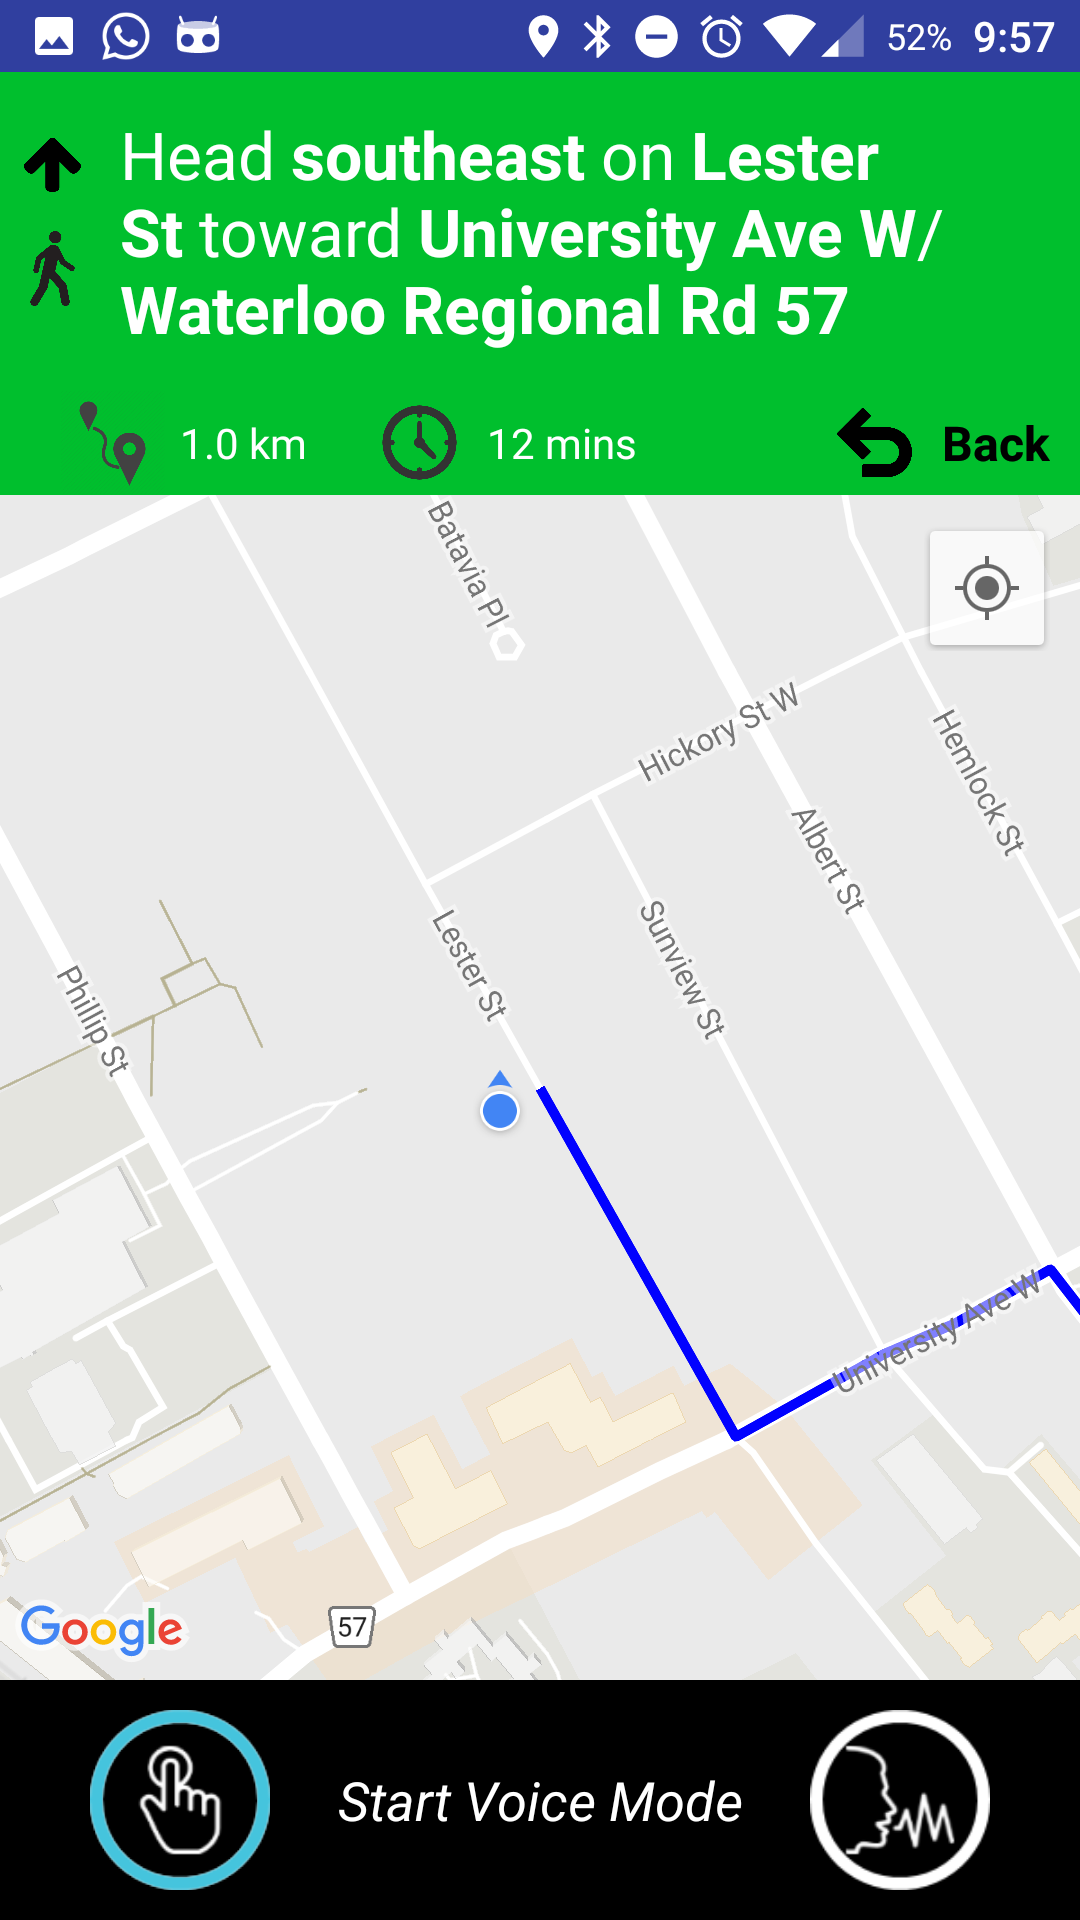 52% 9:57
Head southeast on Lester
St toward University Ave W/
Waterloo Regional Rd 57
1.0 km 12 mins Back
Batavia Pl
Hickory St W
Hemlock St
Albert St
Lester St
Sunview St
Phillip St
University Ave W
57
Google
Start Voice Mode